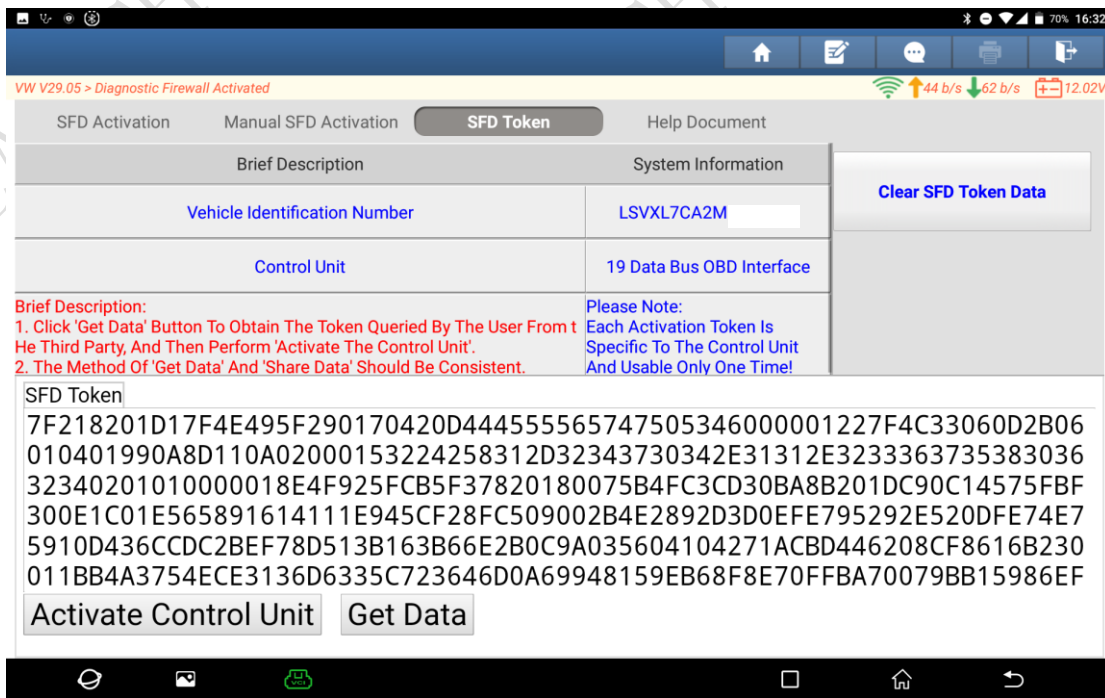 70% 16:32
VW V29.05 > Diagnostic Firewall Activated
44 b/s 62 b/s 12.02V
SFD Activation Manual SFD Activation SFD Token Help Document
Brief Description System Information
Clear SFD Token Data
Vehicle Identification Number LSVXL7CA2M
Control Unit 19 Data Bus OBD Interface
Brief Description:
1. Click 'Get Data' Button To Obtain The Token Queried By The User From t
He Third Party, And Then Perform 'Activate The Control Unit'.
2. The Method Of 'Get Data' And 'Share Data' Should Be Consistent.
Please Note:
Each Activation Token Is
Specific To The Control Unit
And Usable Only One Time!
SFD Token
7F218201D17F4E495F290170420D44455555657475053460000001227F4C33060D2B06
010401990A8D110A02000153224258312D32343730342E31312E3233363735383036
32340201010000018E4F925FCB5F37820180075B4FC3CD30BA8B201DC90C14575FBF
300E1C01E565891614111E945CF28FC509002B4E2892D3D0EFE795292E520DFE74E7
5910D436CCDC2BEF78D513B163B66E2B0C9A035604104271ACBD446208CF8616B230
011BB4A3754ECE3136D6335C723646D0A69948159EB68F8E70FFBA70079BB15986EF
Activate Control Unit Get Data
VCI